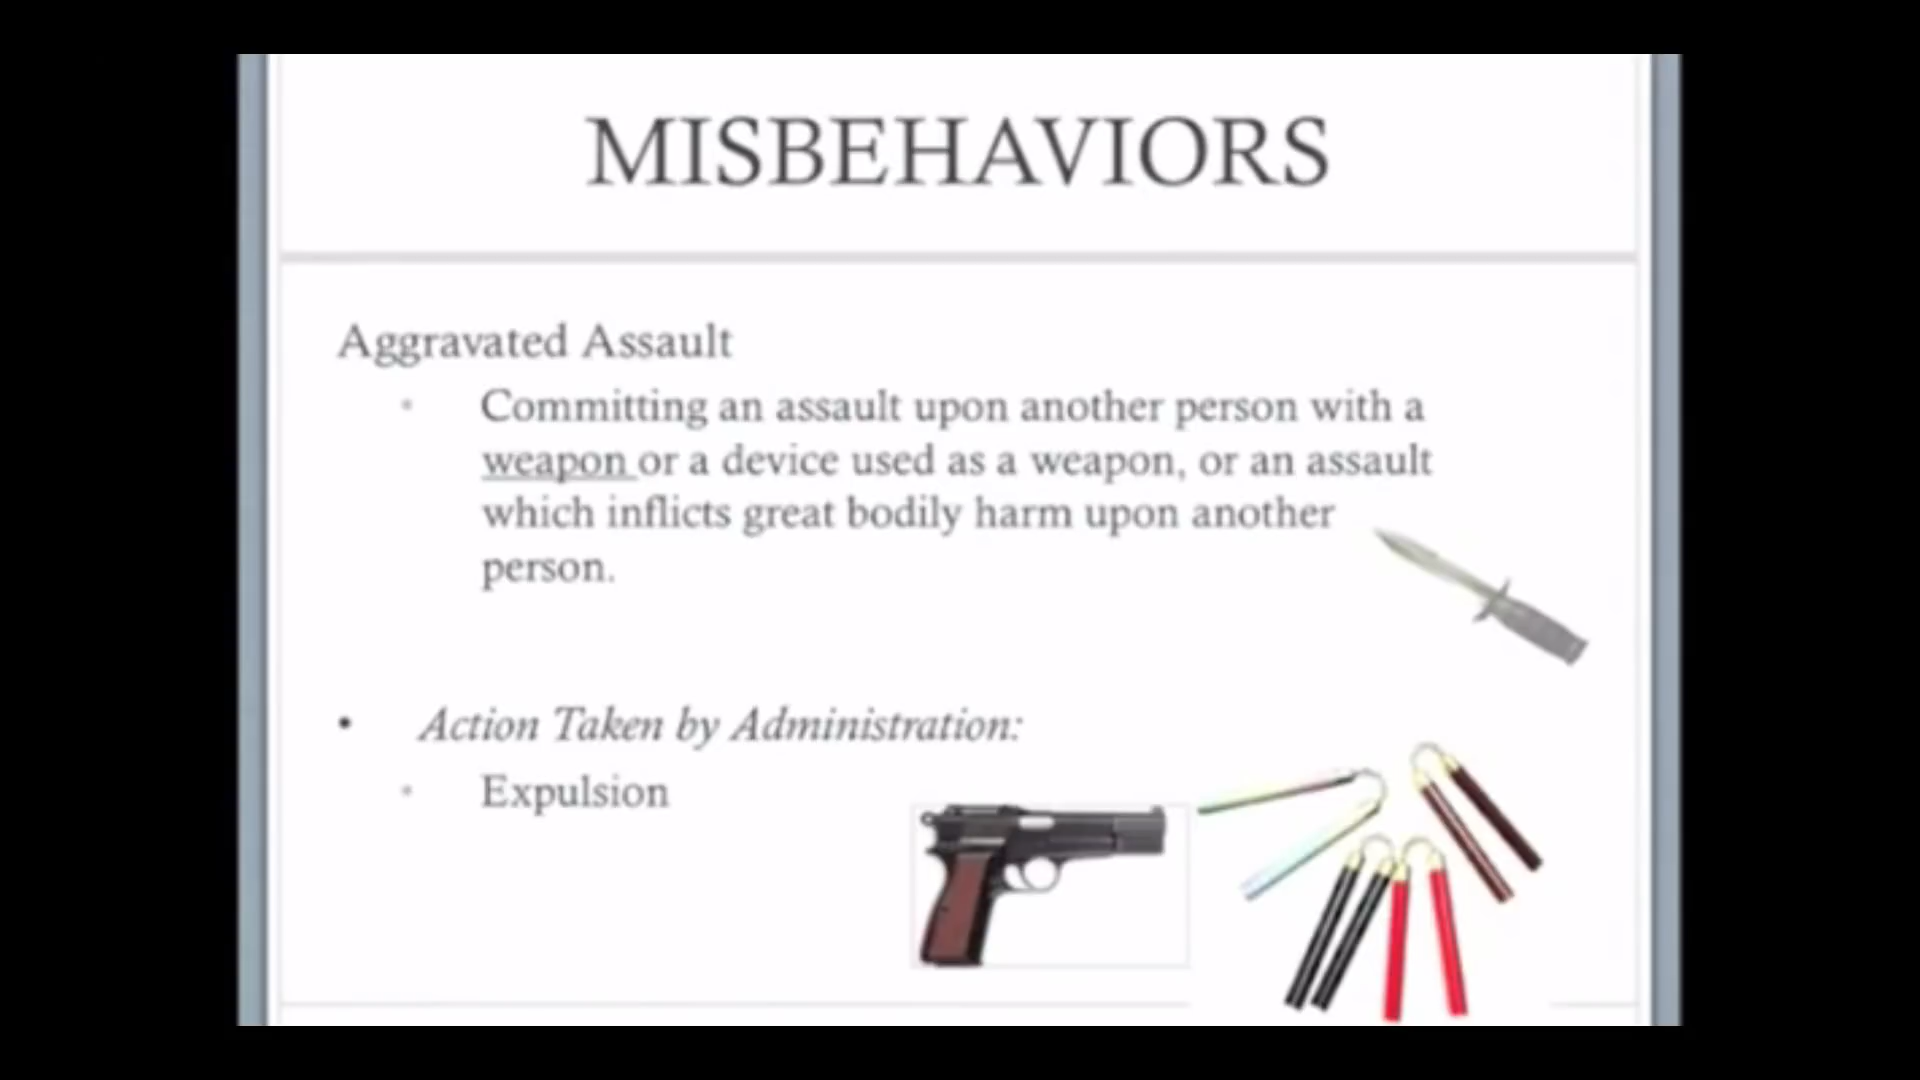 MISBEHAVIORS
Aggravated Assault
• Committing an assault upon another person with a
weapon or a device used as a weapon, or an assault
which inflicts great bodily harm upon another
person.
• Action Taken by Administration:
• Expulsion